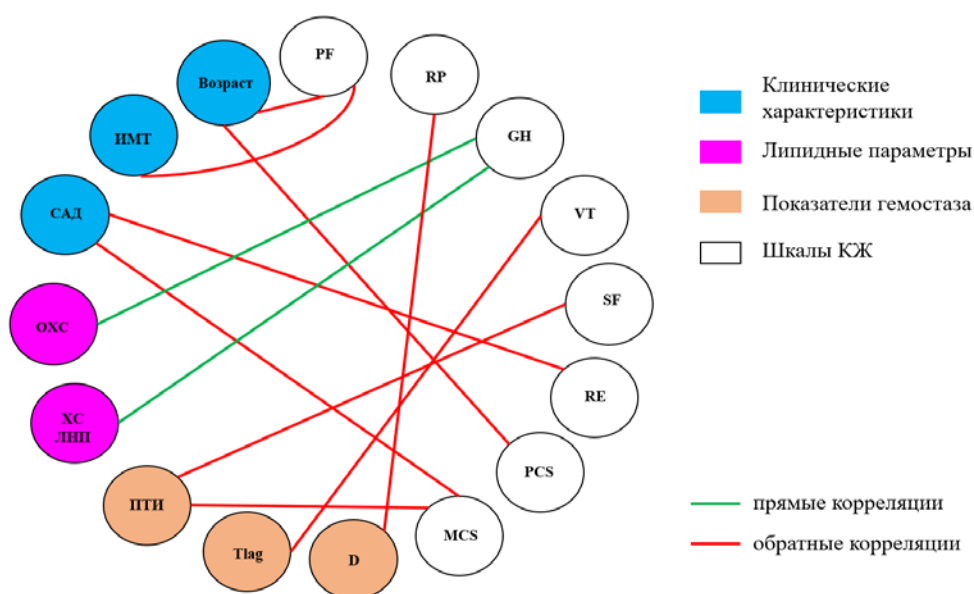 PF
RP
Возраст
GH
ИМТ
VT
САД
SF
ОХС
RE
ХС
ЛНП
PCS
ПТИ
MCS
Tlag
D
Клинические
характеристики
Липидные параметры
Показатели гемостаза
Шкалы КЖ
прямые корреляции
обратные корреляции